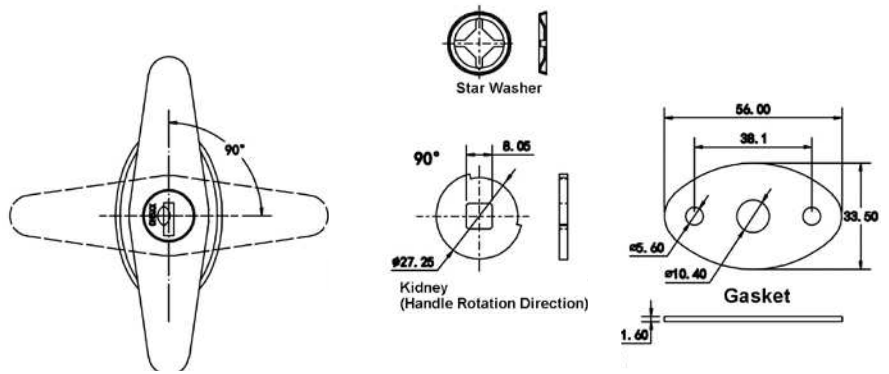 Star Washer
90°
90°
8.05
ø27.25
Kidney
(Handle Rotation Direction)
56.00
38.1
33.50
ø5.60
ø10.40
Gasket
1.60